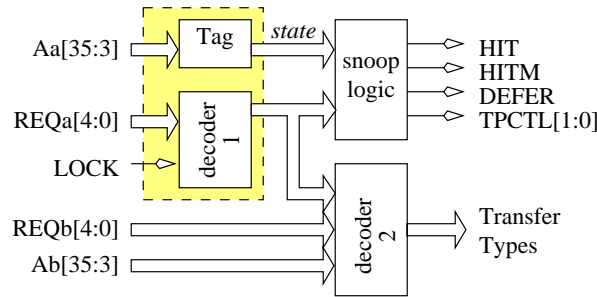 Aa[35:3]
Tag
state
snoop
logic
HIT
HITM
DEFER
TPCTL[1:0]
REQa[4:0]
decoder
1
LOCK
REQb[4:0]
Ab[35:3]
decoder
2
Transfer
Types